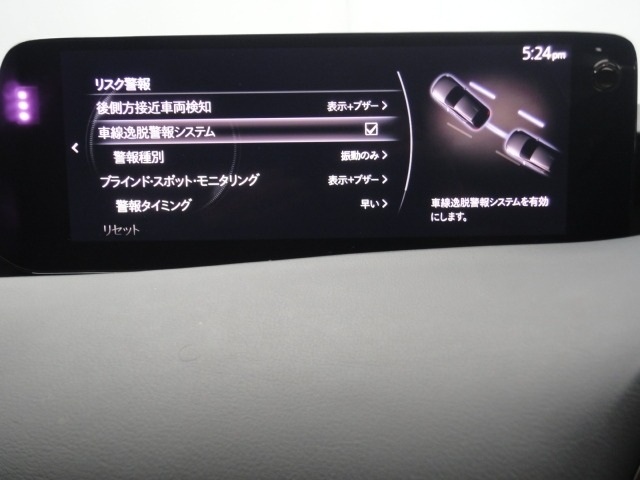 5:24pm
リスク警報
後側方接近車両検知 表示+ブザー
車線逸脱警報システム
警報種別 振動のみ
ブラインド・スポット・モニタリング 表示+ブザー
警報タイミング 早い
リセット
車線逸脱警報システムを有効
にします。